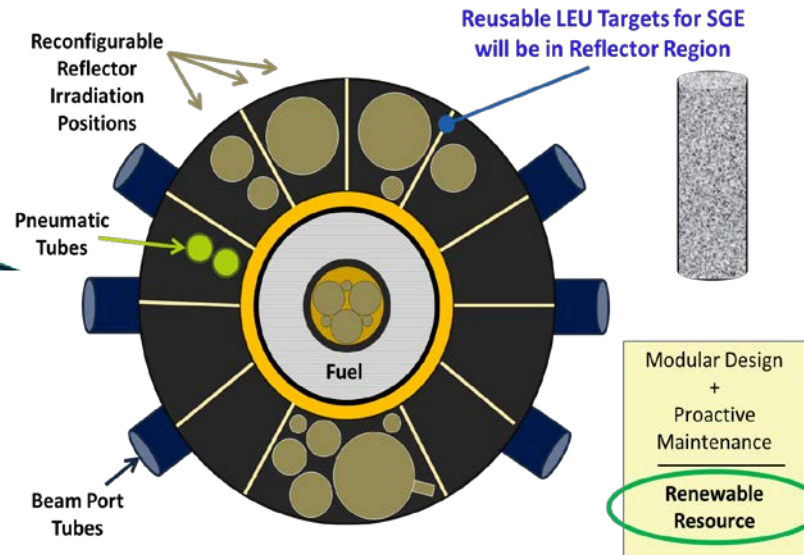 Reusable LEU Targets for SGE
will be in Reflector Region
Reconfigurable
Reflector
Irradiation
Positions
Pneumatic
Tubes
Fuel
Beam Port
Tubes
Modular Design
+
Proactive
Maintenance
Renewable
Resource